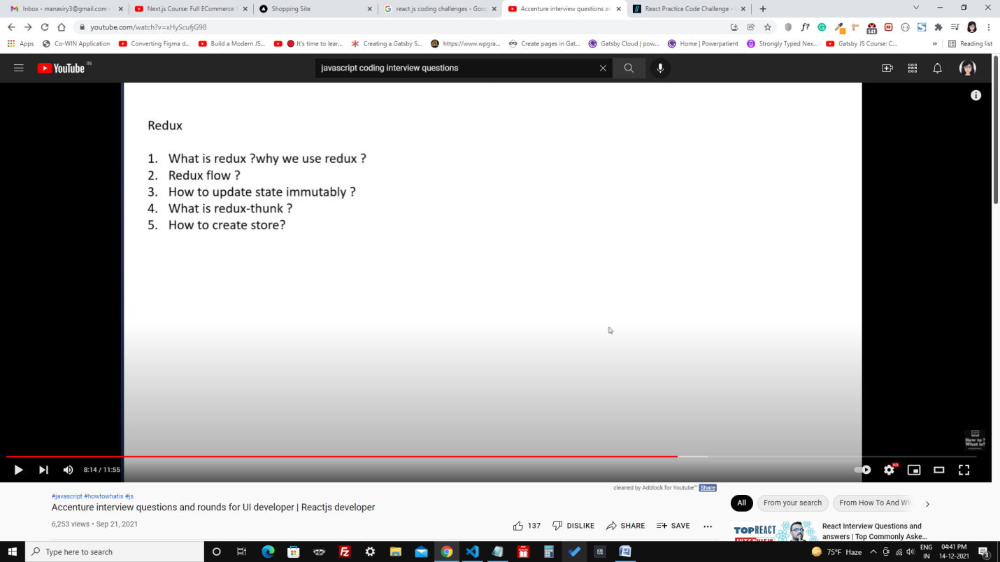 Inbox - manasiry3@gmail.com -
Next.js Course: Full ECommerce
Shopping Site
react js coding challenges - Goog
Accenture interview questions an
React Practice Code Challenge -
youtube.com/watch?v=xHyScufjG98
f?
141
Apps
Co-WIN Application
Converting Figma d...
Build a Modern JS...
It's time to lear...
Creating a Gatsby S...
https://www.wpgra...
Create pages in Gat...
Gatsby Cloud | pow...
Home | Powerpatient
Strongly Typed Nex...
Gatsby JS Course: C...
»
Reading list
YouTube IN
javascript coding interview questions
Redux
1. What is redux ?why we use redux ?
2. Redux flow ?
3. How to update state immutably ?
4. What is redux-thunk ?
5. How to create store?
How to ?
What is?
8:14 / 11:55
HD
cleaned by Adblock for Youtube™ Share
#javascript #howtowhatis #js
Accenture interview questions and rounds for UI developer | Reactjs developer
6,253 views • Sep 21, 2021
137
DISLIKE
SHARE
SAVE
All
From your search
From How To And Wh
TOP REACT
React Interview Questions and
answers | Top Commonly Aske...
Type here to search
75°F Haze
ENG
IN
04:41 PM
14-12-2021
3